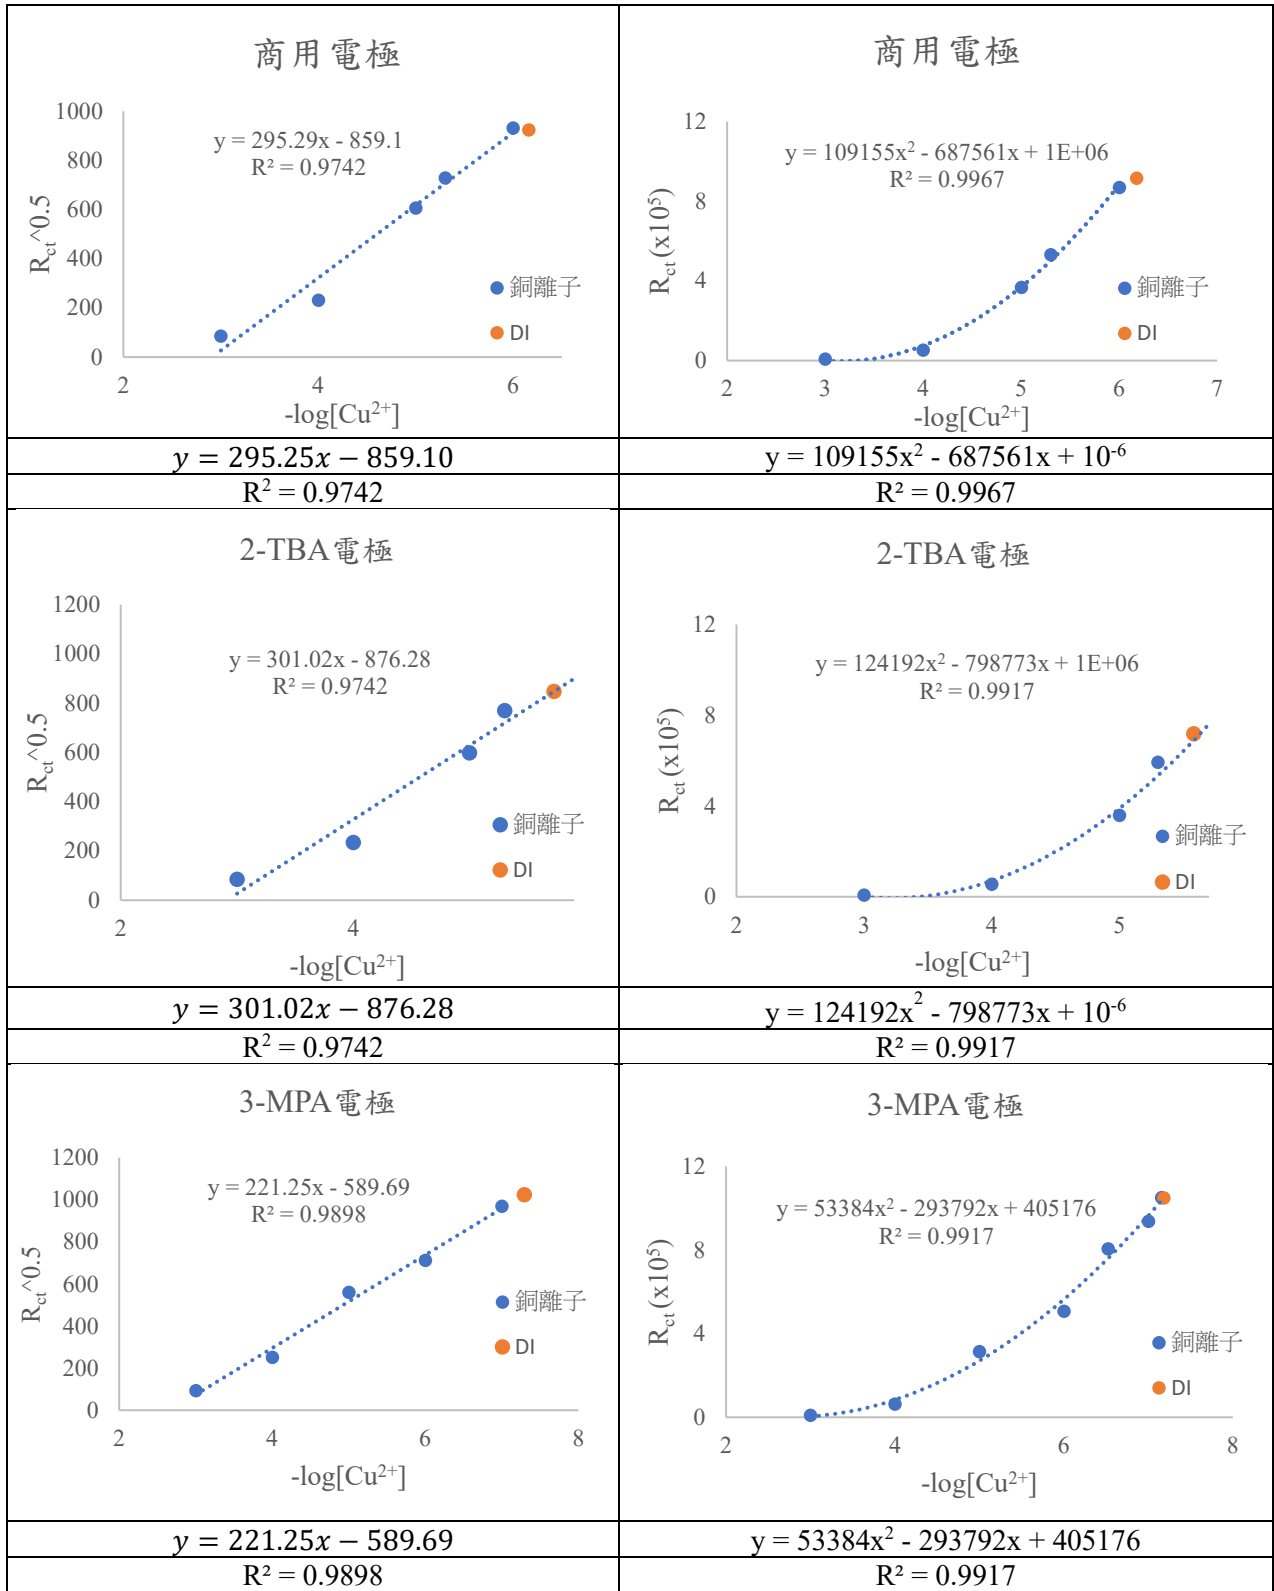 商用電極
1000
800
600
400
200
0
2
4
6
R_ct^0.5
-log[Cu²⁺]
y = 295.29x - 859.1
R² = 0.9742
銅離子
DI
商用電極
12
8
4
0
2
3
4
5
6
7
R_ct (x10⁵)
-log[Cu²⁺]
y = 109155x² - 687561x + 1E+06
R² = 0.9967
銅離子
DI
y = 295.25x − 859.10
y = 109155x² - 687561x + 10⁻⁶
R² = 0.9742
R² = 0.9967
2-TBA電極
1200
1000
800
600
400
200
0
2
4
R_ct^0.5
-log[Cu²⁺]
y = 301.02x - 876.28
R² = 0.9742
銅離子
DI
2-TBA電極
12
8
4
0
2
3
4
5
R_ct (x10⁵)
-log[Cu²⁺]
y = 124192x² - 798773x + 1E+06
R² = 0.9917
銅離子
DI
y = 301.02x − 876.28
y = 124192x² - 798773x + 10⁻⁶
R² = 0.9742
R² = 0.9917
3-MPA電極
1200
1000
800
600
400
200
0
2
4
6
8
R_ct^0.5
-log[Cu²⁺]
y = 221.25x - 589.69
R² = 0.9898
銅離子
DI
3-MPA電極
12
8
4
0
2
4
6
8
R_ct (x10⁵)
-log[Cu²⁺]
y = 53384x² - 293792x + 405176
R² = 0.9917
銅離子
DI
y = 221.25x − 589.69
y = 53384x² - 293792x + 405176
R² = 0.9898
R² = 0.9917